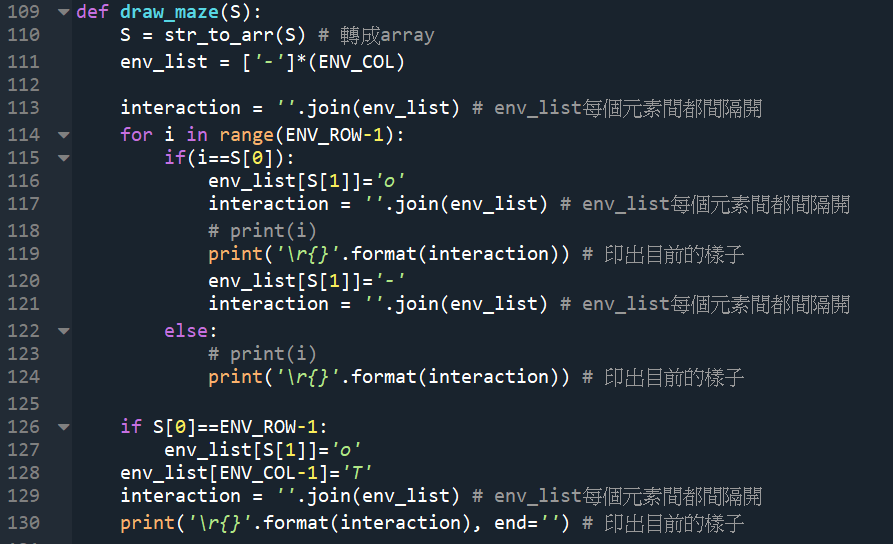 109 def draw_maze(S):
110     S = str_to_arr(S) # 轉成array
111     env_list = ['-']*(ENV_COL)
112
113     interaction = ''.join(env_list) # env_list每個元素間都間隔開
114     for i in range(ENV_ROW-1):
115         if(i==S[0]):
116             env_list[S[1]]='o'
117             interaction = ''.join(env_list) # env_list每個元素間都間隔開
118             # print(i)
119             print('\r{}'.format(interaction)) # 印出目前的樣子
120             env_list[S[1]]='-'
121             interaction = ''.join(env_list) # env_list每個元素間都間隔開
122         else:
123             # print(i)
124             print('\r{}'.format(interaction)) # 印出目前的樣子
125
126     if S[0]==ENV_ROW-1:
127         env_list[S[1]]='o'
128     env_list[ENV_COL-1]='T'
129     interaction = ''.join(env_list) # env_list每個元素間都間隔開
130     print('\r{}'.format(interaction), end='') # 印出目前的樣子